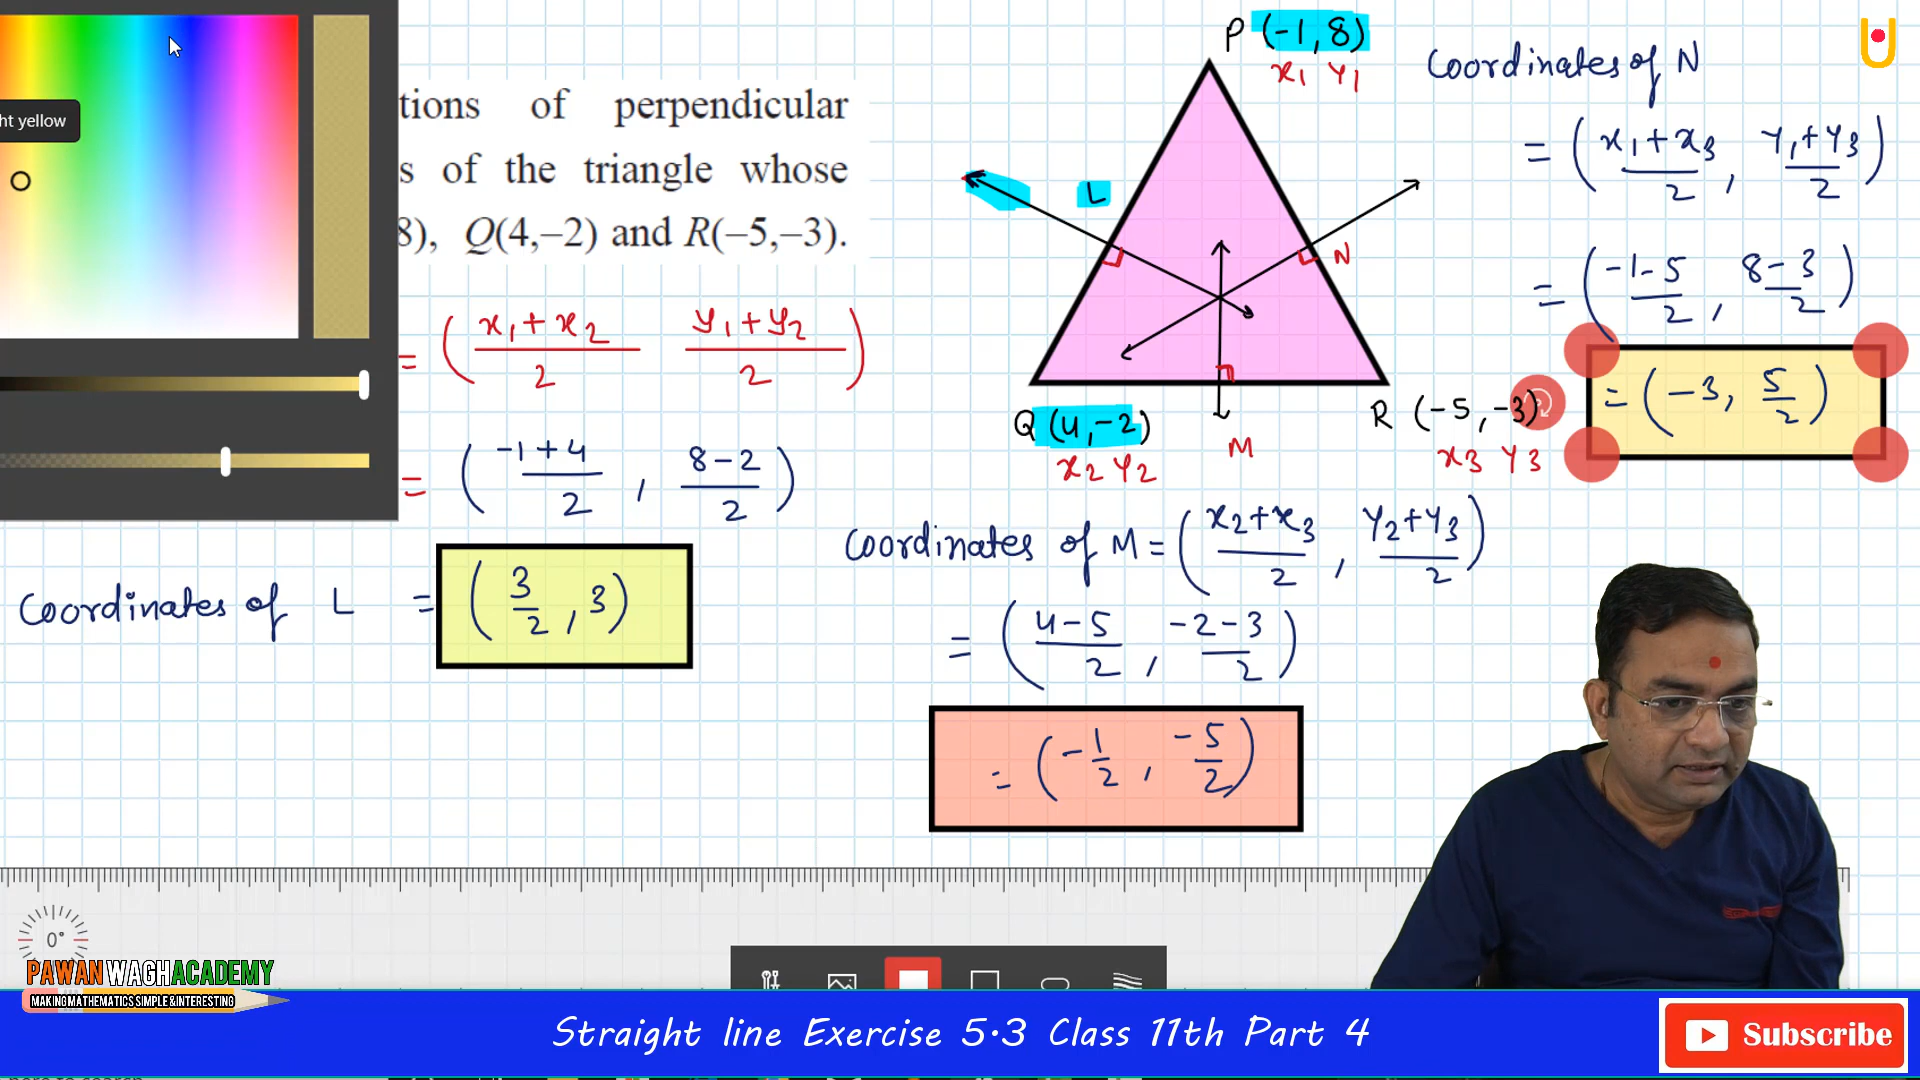 ht yellow
tions of perpendicular
s of the triangle whose
8), Q(4,–2) and R(–5,–3).
= ( x₁ + x₂ / 2   y₁ + y₂ / 2 )
= ( -1 + 4 / 2 , 8 - 2 / 2 )
Coordinates of L = ( 3/2 , 3 )
P (-1, 8)
x₁ y₁
L
N
Q (4, -2)
x₂ y₂
M
R (-5, -3)
x₃ y₃
Coordinates of N
= ( x₁ + x₃ / 2 , y₁ + y₃ / 2 )
= ( -1 - 5 / 2 , 8 - 3 / 2 )
= ( -3, 5/2 )
Coordinates of M = ( x₂ + x₃ / 2 , y₂ + y₃ / 2 )
= ( 4 - 5 / 2 , -2 - 3 / 2 )
= ( -1/2 , -5/2 )
0°
PAWAN WAGH ACADEMY
MAKING MATHEMATICS SIMPLE & INTERESTING
Straight line Exercise 5.3 Class 11th Part 4
Subscribe